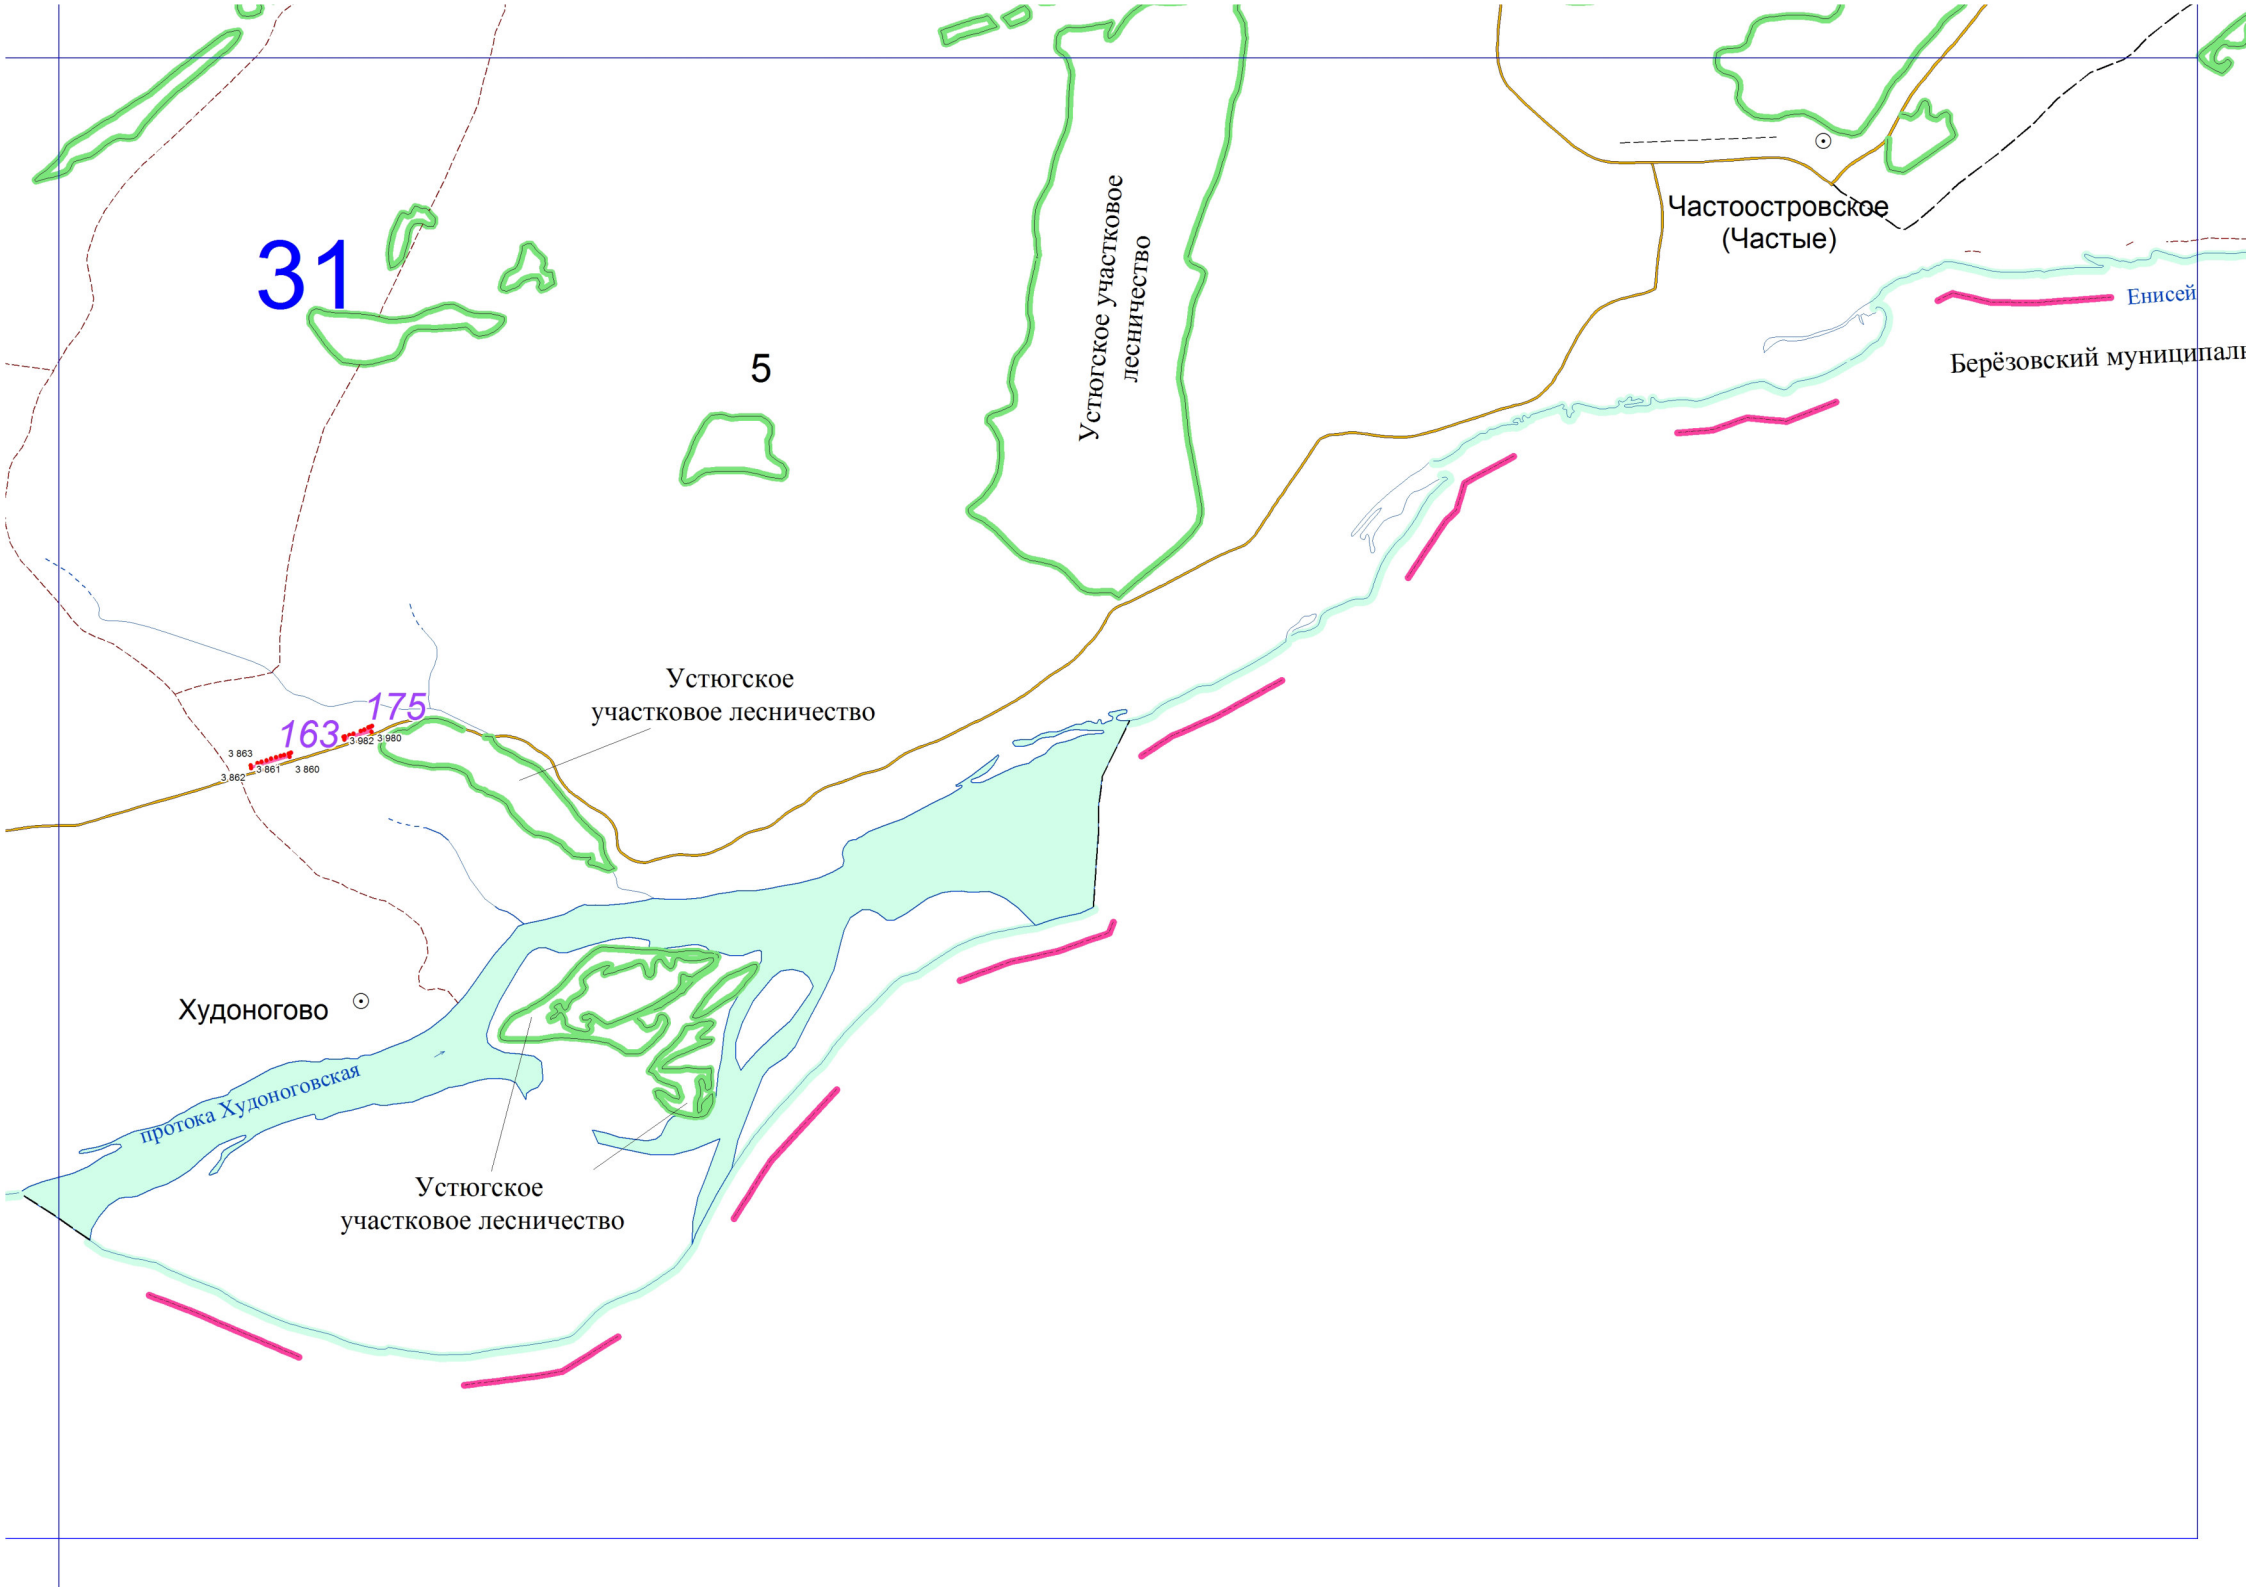 Частоостровское
(Частые)
Устюгское участковое
лесничество
31
Енисей
Берёзовский муниципаль
5
Устюгское
участковое лесничество
175
163
3 982
3 980
3 863
3 861
3 860
3 862
Худоногово
протока Худоноговская
Устюгское
участковое лесничество